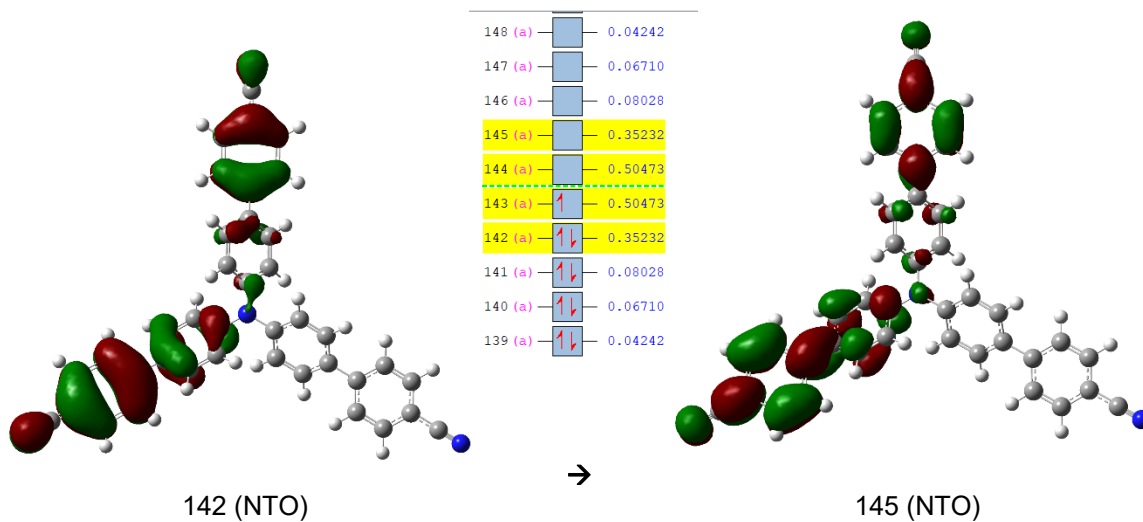 148 (a) 0.04242
147 (a) 0.06710
146 (a) 0.08028
145 (a) 0.35232
144 (a) 0.50473
143 (a) 0.50473
142 (a) 0.35232
141 (a) 0.08028
140 (a) 0.06710
139 (a) 0.04242
→
142 (NTO)
145 (NTO)